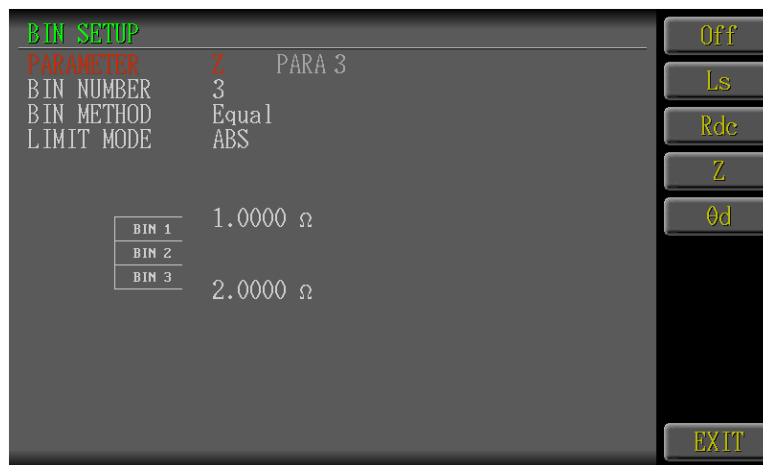 BIN SETUP
PARAMETER Z PARA 3
BIN NUMBER 3
BIN METHOD Equal
LIMIT MODE ABS
BIN 1 1.0000 Ω
BIN 2
BIN 3 2.0000 Ω
Off
Ls
Rdc
Z
θd
EXIT